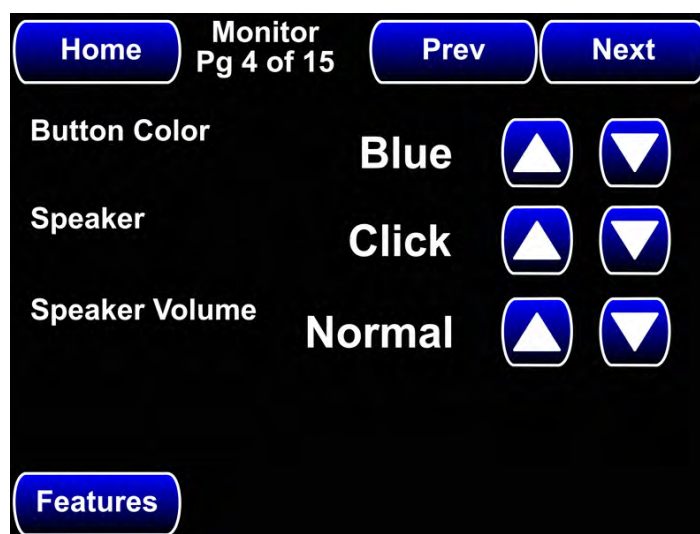 Home
Monitor
Pg 4 of 15
Prev
Next
Button Color
Blue
Speaker
Click
Speaker Volume
Normal
Features